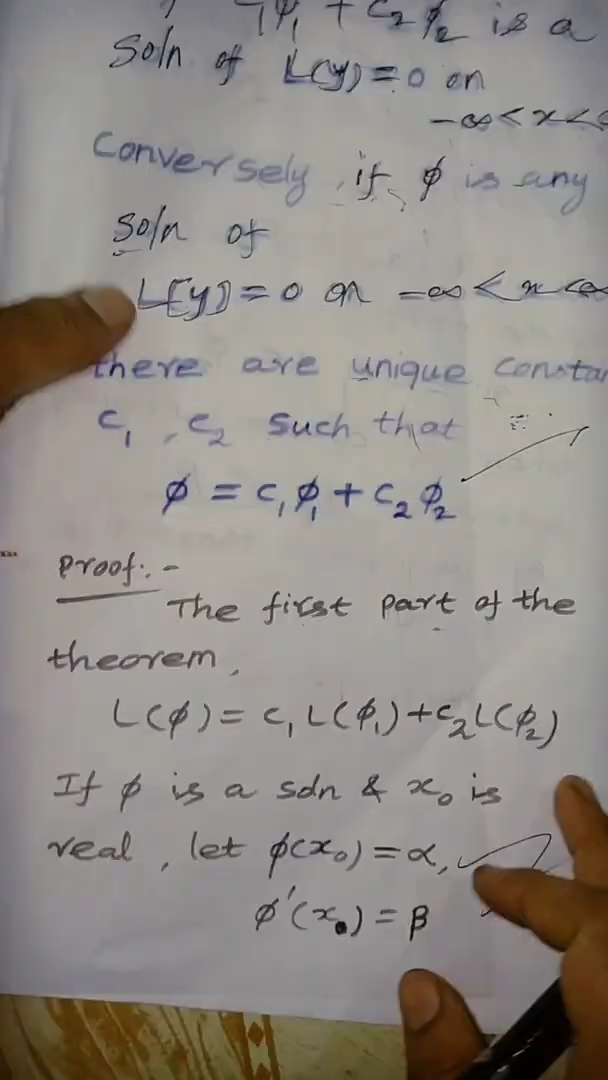 ϕ₁ + C₂ϕ₂ is a
Soln of L(y) = 0 on
-∞ < x <
Conversely, if ϕ is any
soln of
L(y) = 0 on -∞ < x < ∞
there are unique
C₁, C₂ such that
ϕ = C₁ϕ₁ + C₂ϕ₂
Proof:-
The first part of the
theorem,
L(ϕ) = C₁L(ϕ₁) + C₂L(ϕ₂)
If ϕ is a soln & x₀ is
real, let ϕ(x₀) = α,
ϕ'(x₀) = β